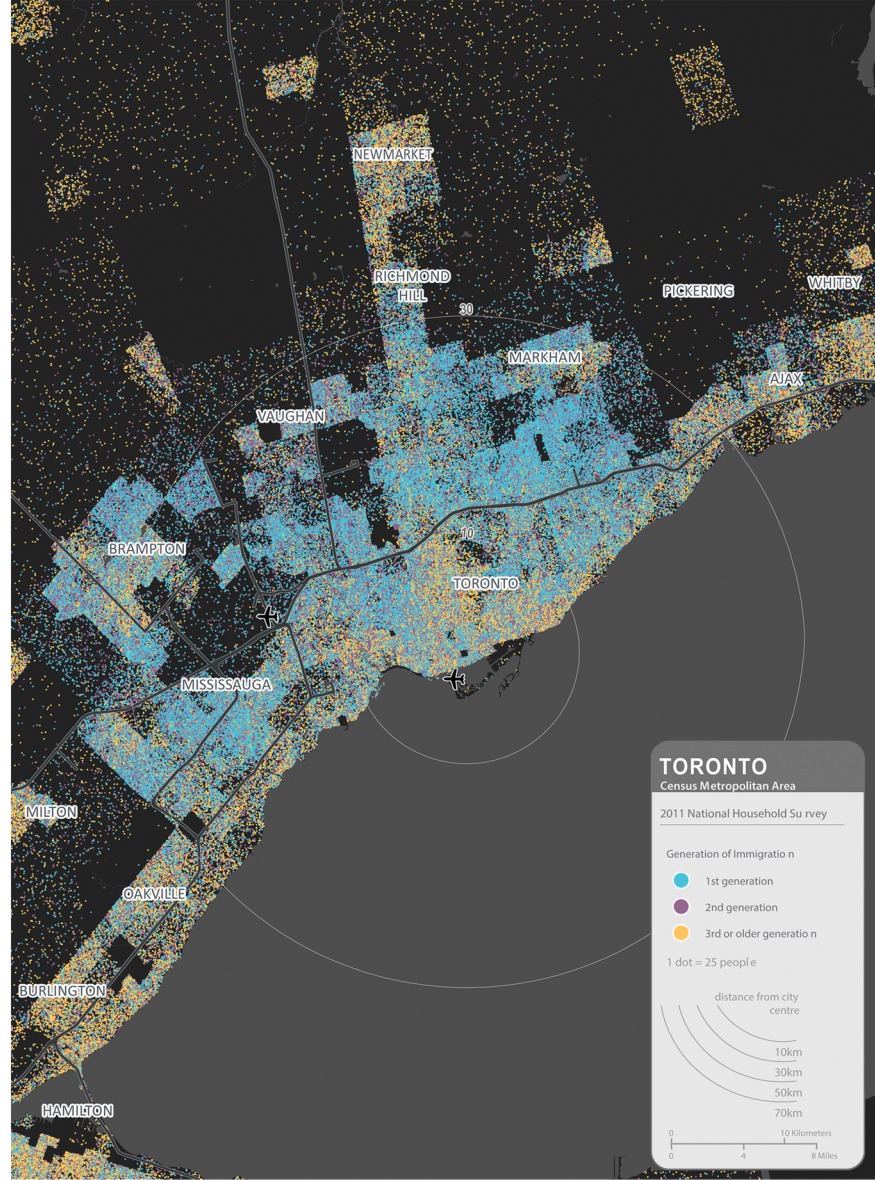 NEWMARKET
RICHMOND
HILL
PICKERING
WHITBY
30
MARKHAM
AJAX
VAUGHAN
10
BRAMPTON
TORONTO
MISSISSAUGA
MILTON
OAKVILLE
BURLINGTON
HAMILTON
TORONTO
Census Metropolitan Area
2011 National Household Su rvey
Generation of Immigratio n
1st generation
2nd generation
3rd or older generatio n
1 dot = 25 peopl e
distance from city
centre
10km
30km
50km
70km
0 10 Kilometers
0 4 8 Miles